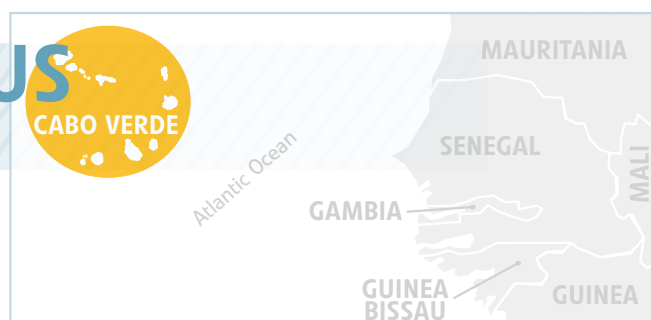 US
CABO VERDE
MAURITANIA
SENEGAL
MALI
Atlantic Ocean
GAMBIA
GUINEA
BISSAU
GUINEA